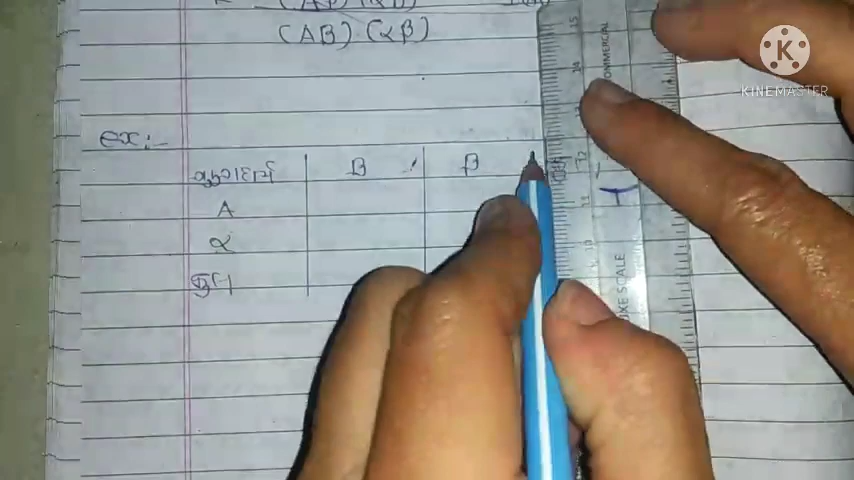 (AB) (αβ)
ex:-
ગુણધર્મ B β
A
α
કુલ
KINEMASTER